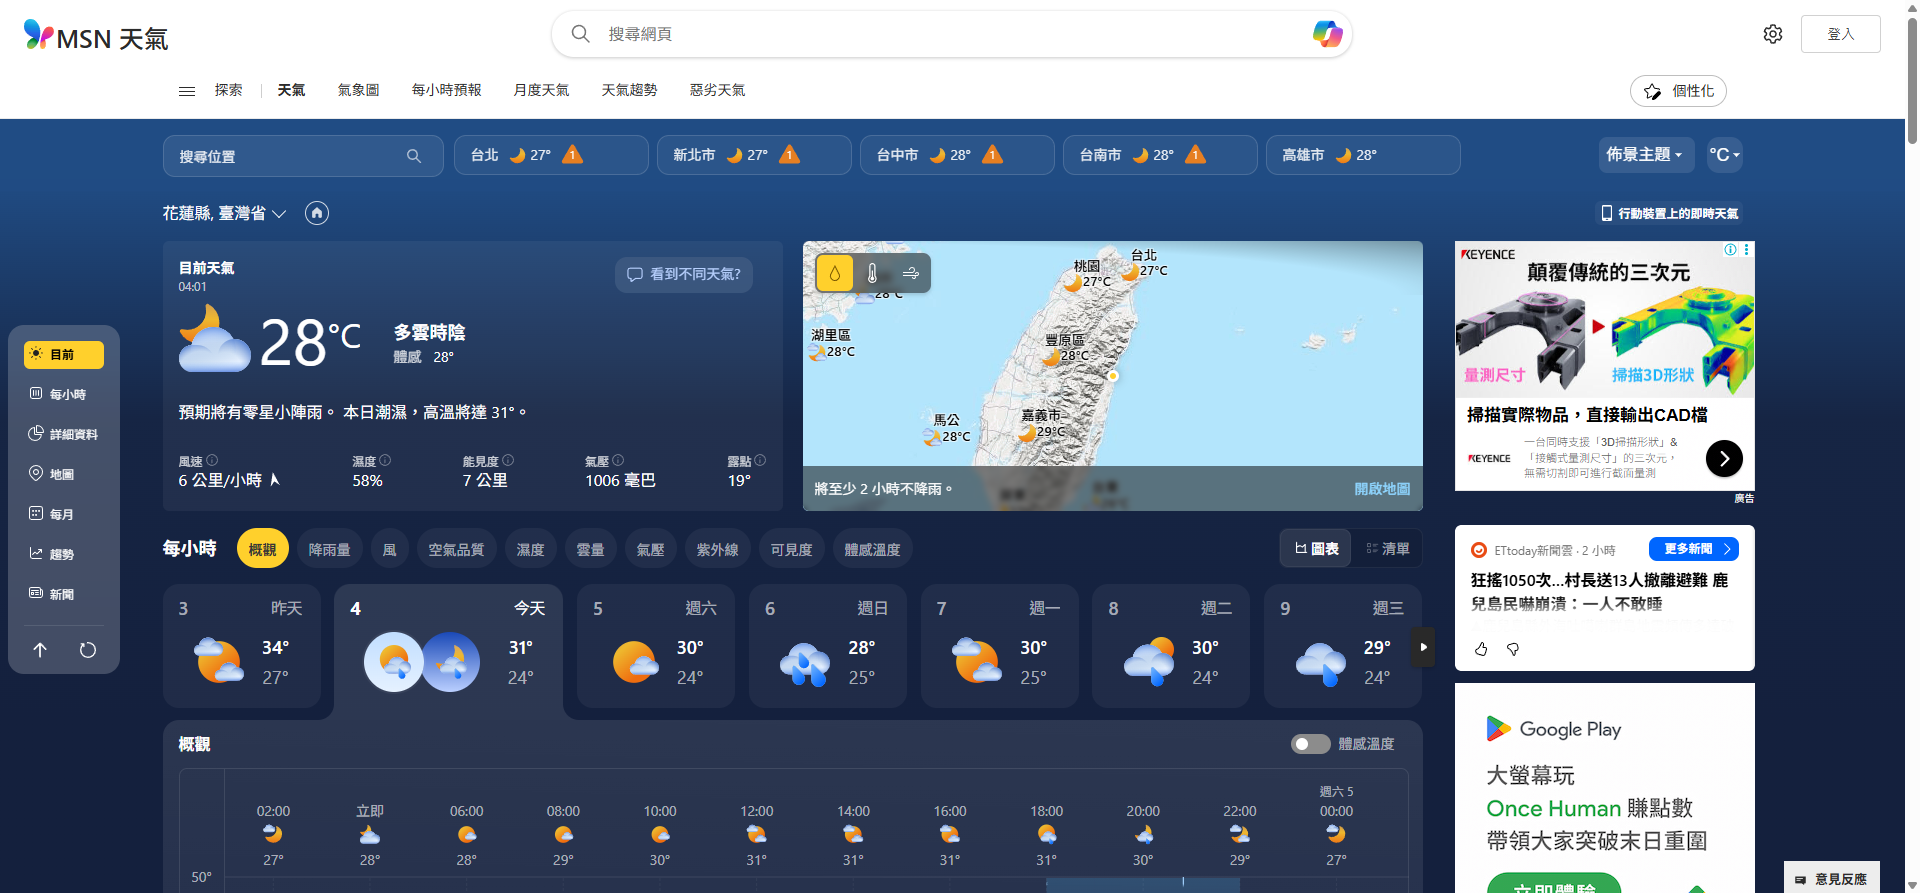 MSN 天氣
搜尋網頁
登入
探索
天氣
氣象圖
每小時預報
月度天氣
天氣趨勢
惡劣天氣
個性化
搜尋位置
台北 27° 1
新北市 27° 1
台中市 28° 1
台南市 28° 1
高雄市 28°
佈景主題
°C
花蓮縣, 臺灣省
行動裝置上的即時天氣
目前天氣
04:01
看到不同天氣?
28°C
多雲時陰
體感 28°
預期將有零星小陣雨。 本日潮濕，高溫將達 31°。
風速
6 公里/小時
濕度
58%
能見度
7 公里
氣壓
1006 毫巴
露點
19°
台北
27°C
桃園
27°C
28°C
湖里區
28°C
豐原區
28°C
馬公
28°C
嘉義市
29°C
將至少 2 小時不降雨。
開啟地圖
目前
每小時
詳細資料
地圖
每月
趨勢
新聞
每小時
概觀
降雨量
風
空氣品質
濕度
雲量
氣壓
紫外線
可見度
體感溫度
圖表
清單
3 昨天
34°
27°
4 今天
31°
24°
5 週六
30°
24°
6 週日
28°
25°
7 週一
30°
25°
8 週二
30°
24°
9 週三
29°
24°
概觀
體感溫度
週六 5
02:00 立即 06:00 08:00 10:00 12:00 14:00 16:00 18:00 20:00 22:00 00:00
27° 28° 28° 29° 30° 31° 31° 31° 31° 30° 29° 27°
50°
KEYENCE
顛覆傳統的三次元
量測尺寸
掃描3D形狀
掃描實際物品，直接輸出CAD檔
KEYENCE
一台同時支援「3D掃描形狀」&
「接觸式量測尺寸」的三次元，
無需切割即可進行截面量測
廣告
ETtoday新聞雲 · 2 小時
更多新聞
狂搖1050次...村長送13人撤離避難 鹿
兒島民嚇崩潰：一人不敢睡
Google Play
大螢幕玩
Once Human 賺點數
帶領大家突破末日重圍
立即體驗
意見反應